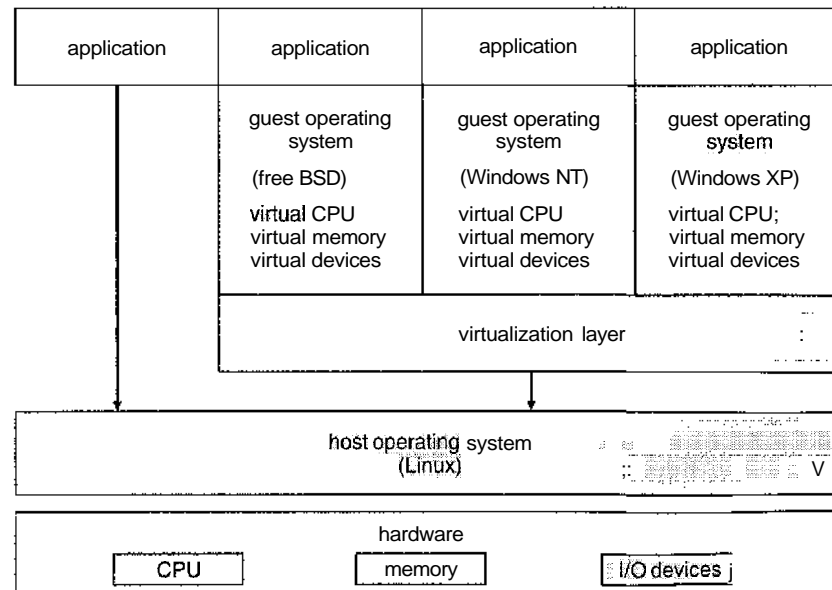 application
application
application
application
guest operating
system
(free BSD)
virtual CPU
virtual memory
virtual devices
guest operating
system
(Windows NT)
virtual CPU
virtual memory
virtual devices
guest operating
system
(Windows XP)
virtual CPU;
virtual memory
virtual devices
virtualization layer :
host operating system
(Linux)
;: V
hardware
CPU
memory
I/O devices j